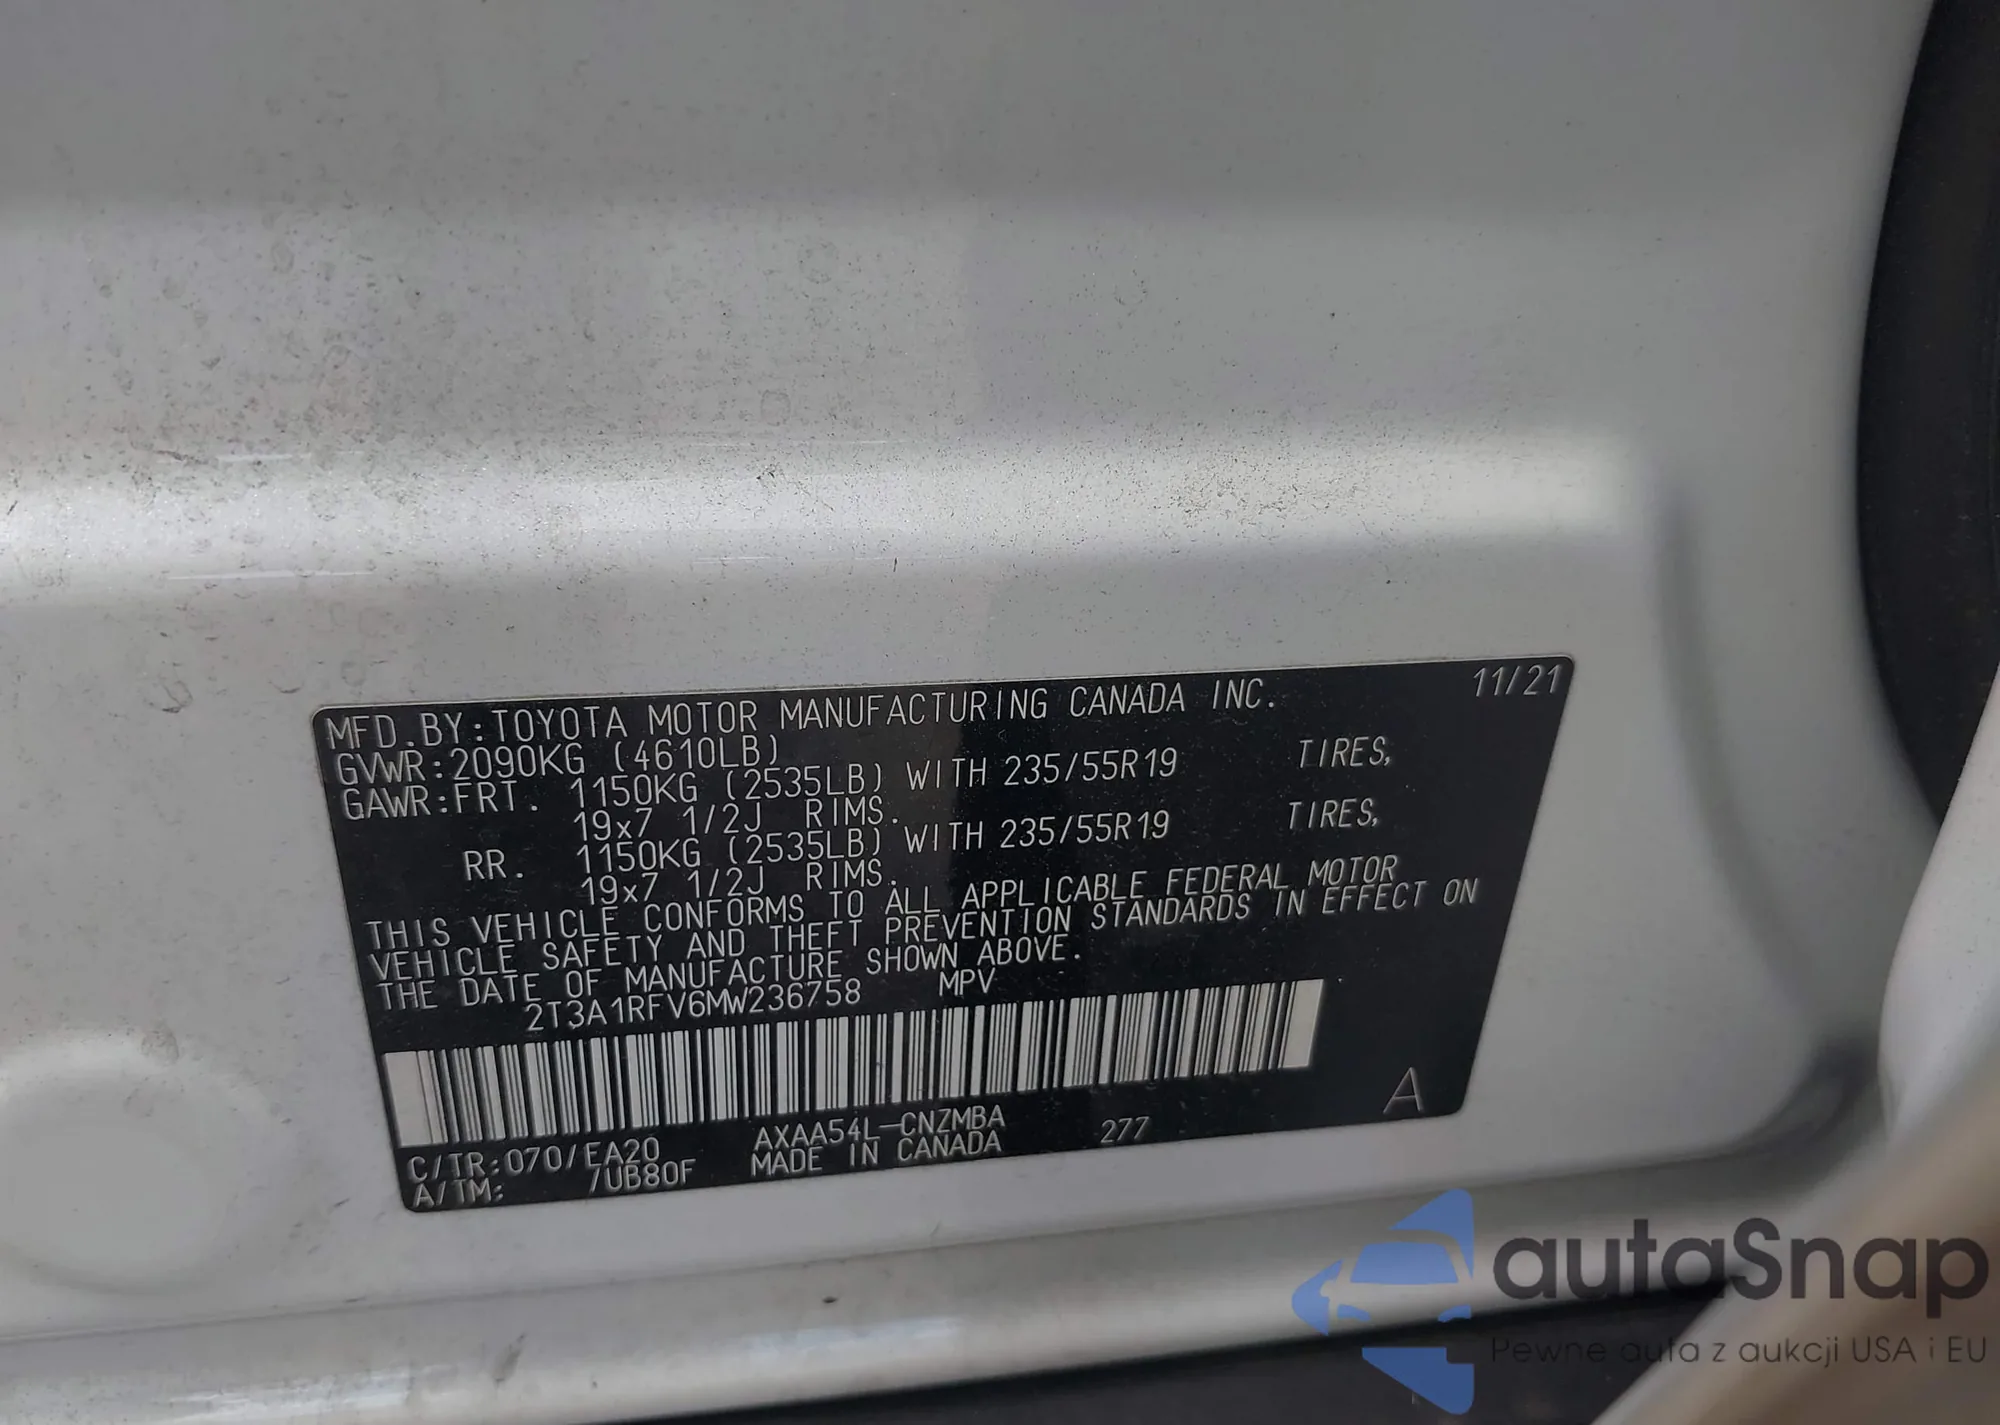 MFD.BY:TOYOTA MOTOR MANUFACTURING CANADA INC. 11/21
GVWR:2090KG (4610LB)
GAWR:FRT. 1150KG (2535LB) WITH 235/55R19 TIRES,
19x7 1/2J RIMS.
RR. 1150KG (2535LB) WITH 235/55R19 TIRES,
19x7 1/2J RIMS.
THIS VEHICLE CONFORMS TO ALL APPLICABLE FEDERAL MOTOR
VEHICLE SAFETY AND THEFT PREVENTION STANDARDS IN EFFECT ON
THE DATE OF MANUFACTURE SHOWN ABOVE.
2T3A1RFV6MW236758 MPV
C/TR:070/EA20 AXAA54L-CNZMBA 277 A
A/TM: /UB80F MADE IN CANADA
autaSnap
Pewne auta z aukcji USA i EU